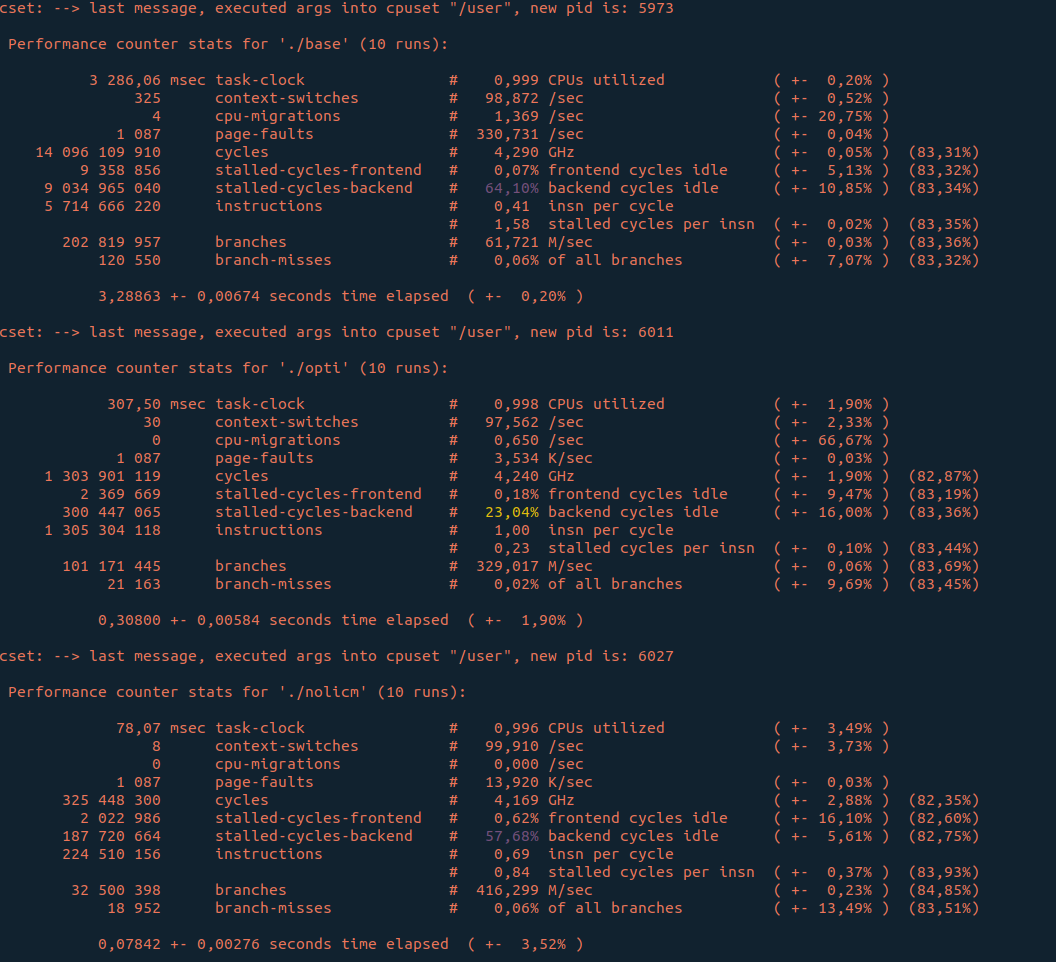 cset: --> last message, executed args into cpuset "/user", new pid is: 5973
Performance counter stats for './base' (10 runs):
3 286,06 msec task-clock # 0,999 CPUs utilized ( +- 0,20% )
325 context-switches # 98,872 /sec ( +- 0,52% )
4 cpu-migrations # 1,369 /sec ( +- 20,75% )
1 087 page-faults # 330,731 /sec ( +- 0,04% )
14 096 109 910 cycles # 4,290 GHz ( +- 0,05% ) (83,31%)
9 358 856 stalled-cycles-frontend # 0,07% frontend cycles idle ( +- 5,13% ) (83,32%)
9 034 965 040 stalled-cycles-backend # 64,10% backend cycles idle ( +- 10,85% ) (83,34%)
5 714 666 220 instructions # 0,41 insn per cycle
# 1,58 stalled cycles per insn ( +- 0,02% ) (83,35%)
202 819 957 branches # 61,721 M/sec ( +- 0,03% ) (83,36%)
120 550 branch-misses # 0,06% of all branches ( +- 7,07% ) (83,32%)
3,28863 +- 0,00674 seconds time elapsed ( +- 0,20% )
cset: --> last message, executed args into cpuset "/user", new pid is: 6011
Performance counter stats for './opti' (10 runs):
307,50 msec task-clock # 0,998 CPUs utilized ( +- 1,90% )
30 context-switches # 97,562 /sec ( +- 2,33% )
0 cpu-migrations # 0,650 /sec ( +- 66,67% )
1 087 page-faults # 3,534 K/sec ( +- 0,03% )
1 303 901 119 cycles # 4,240 GHz ( +- 1,90% ) (82,87%)
2 369 669 stalled-cycles-frontend # 0,18% frontend cycles idle ( +- 9,47% ) (83,19%)
300 447 065 stalled-cycles-backend # 23,04% backend cycles idle ( +- 16,00% ) (83,36%)
1 305 304 118 instructions # 1,00 insn per cycle
# 0,23 stalled cycles per insn ( +- 0,10% ) (83,44%)
101 171 445 branches # 329,017 M/sec ( +- 0,06% ) (83,69%)
21 163 branch-misses # 0,02% of all branches ( +- 9,69% ) (83,45%)
0,30800 +- 0,00584 seconds time elapsed ( +- 1,90% )
cset: --> last message, executed args into cpuset "/user", new pid is: 6027
Performance counter stats for './nolicm' (10 runs):
78,07 msec task-clock # 0,996 CPUs utilized ( +- 3,49% )
8 context-switches # 99,910 /sec ( +- 3,73% )
0 cpu-migrations # 0,000 /sec
1 087 page-faults # 13,920 K/sec ( +- 0,03% )
325 448 300 cycles # 4,169 GHz ( +- 2,88% ) (82,35%)
2 022 986 stalled-cycles-frontend # 0,62% frontend cycles idle ( +- 16,10% ) (82,60%)
187 720 664 stalled-cycles-backend # 57,68% backend cycles idle ( +- 5,61% ) (82,75%)
224 510 156 instructions # 0,69 insn per cycle
# 0,84 stalled cycles per insn ( +- 0,37% ) (83,93%)
32 500 398 branches # 416,299 M/sec ( +- 0,23% ) (84,85%)
18 952 branch-misses # 0,06% of all branches ( +- 13,49% ) (83,51%)
0,07842 +- 0,00276 seconds time elapsed ( +- 3,52% )